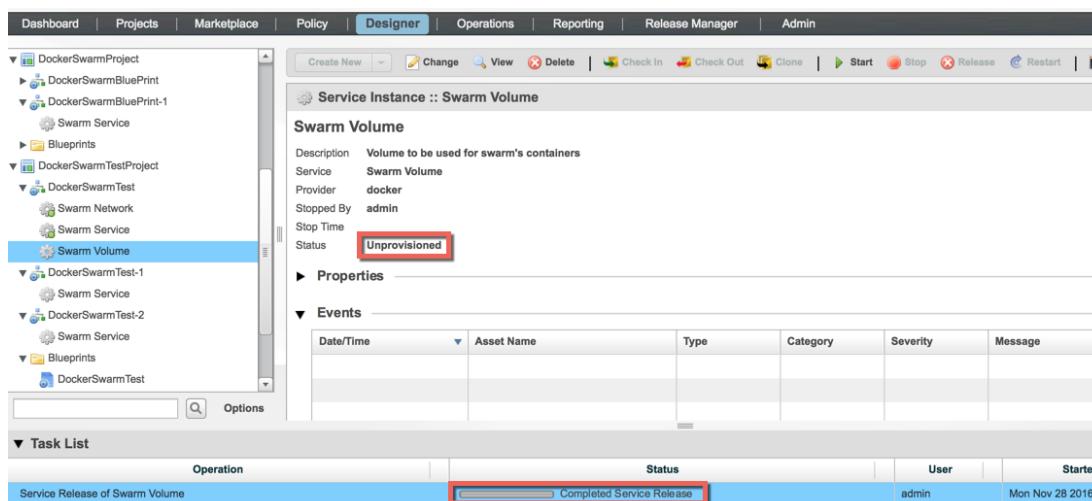 Dashboard Projects Marketplace Policy Designer Operations Reporting Release Manager Admin
DockerSwarmProject
DockerSwarmBluePrint
DockerSwarmBluePrint-1
Swarm Service
Blueprints
DockerSwarmTestProject
DockerSwarmTest
Swarm Network
Swarm Service
Swarm Volume
DockerSwarmTest-1
Swarm Service
DockerSwarmTest-2
Swarm Service
Blueprints
DockerSwarmTest
Options
Create New Change View Delete Check In Check Out Clone Start Stop Release Restart
Service Instance :: Swarm Volume
Swarm Volume
Description Volume to be used for swarm's containers
Service Swarm Volume
Provider docker
Stopped By admin
Stop Time
Status Unprovisioned
Properties
Events
Date/Time Asset Name Type Category Severity Message
Task List
Operation Status User Starte
Service Release of Swarm Volume Completed Service Release admin Mon Nov 28 2016